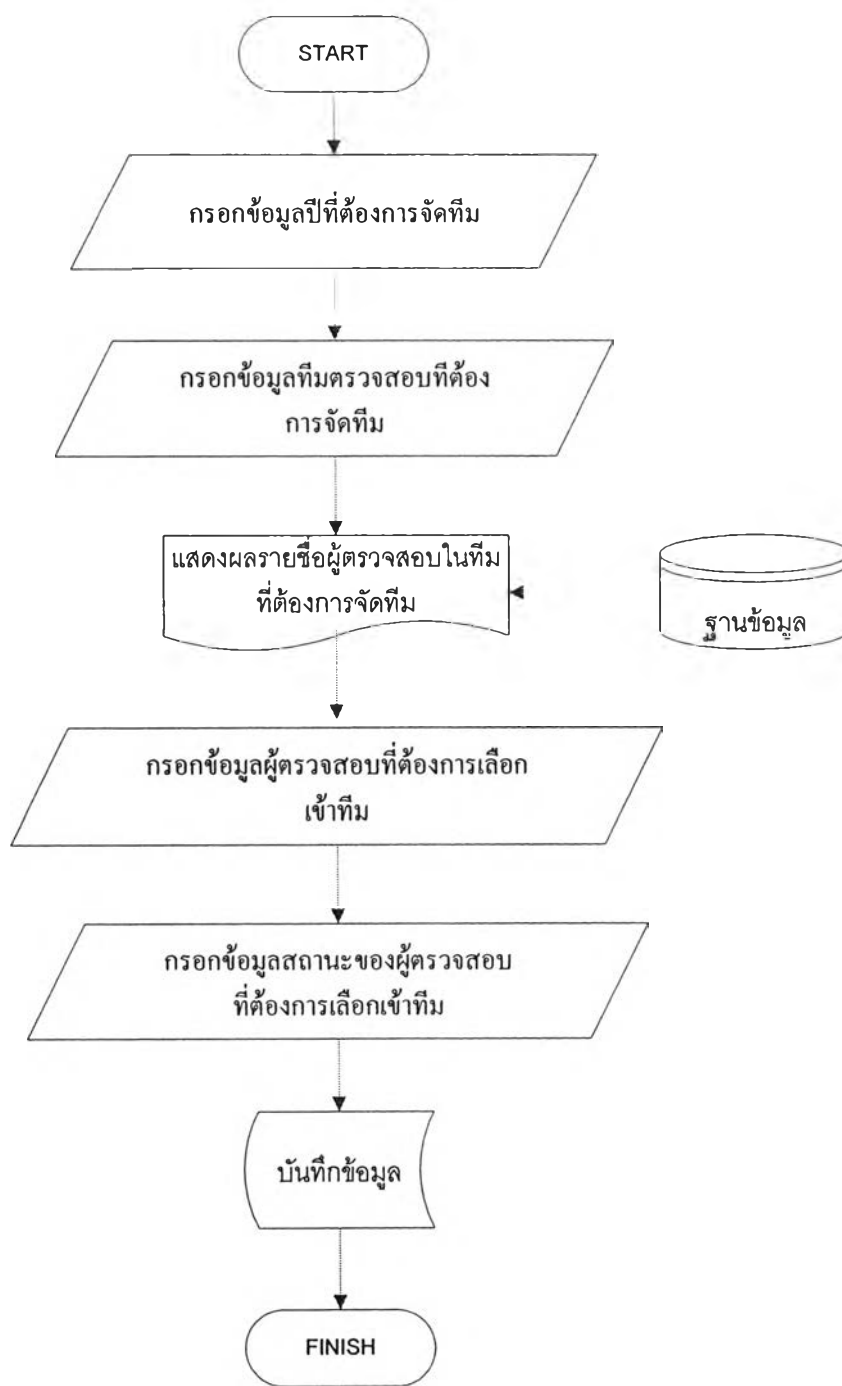 START
กรอกข้อมูลปีที่ต้องการจัดทีม
กรอกข้อมูลทีมตรวจสอบที่ต้อง
การจัดทีม
แสดงผลรายชื่อผู้ตรวจสอบในทีม
ที่ต้องการจัดทีม
ฐานข้อมูล
กรอกข้อมูลผู้ตรวจสอบที่ต้องการเลือก
เข้าทีม
กรอกข้อมูลสถานะของผู้ตรวจสอบ
ที่ต้องการเลือกเข้าทีม
บันทึกข้อมูล
FINISH